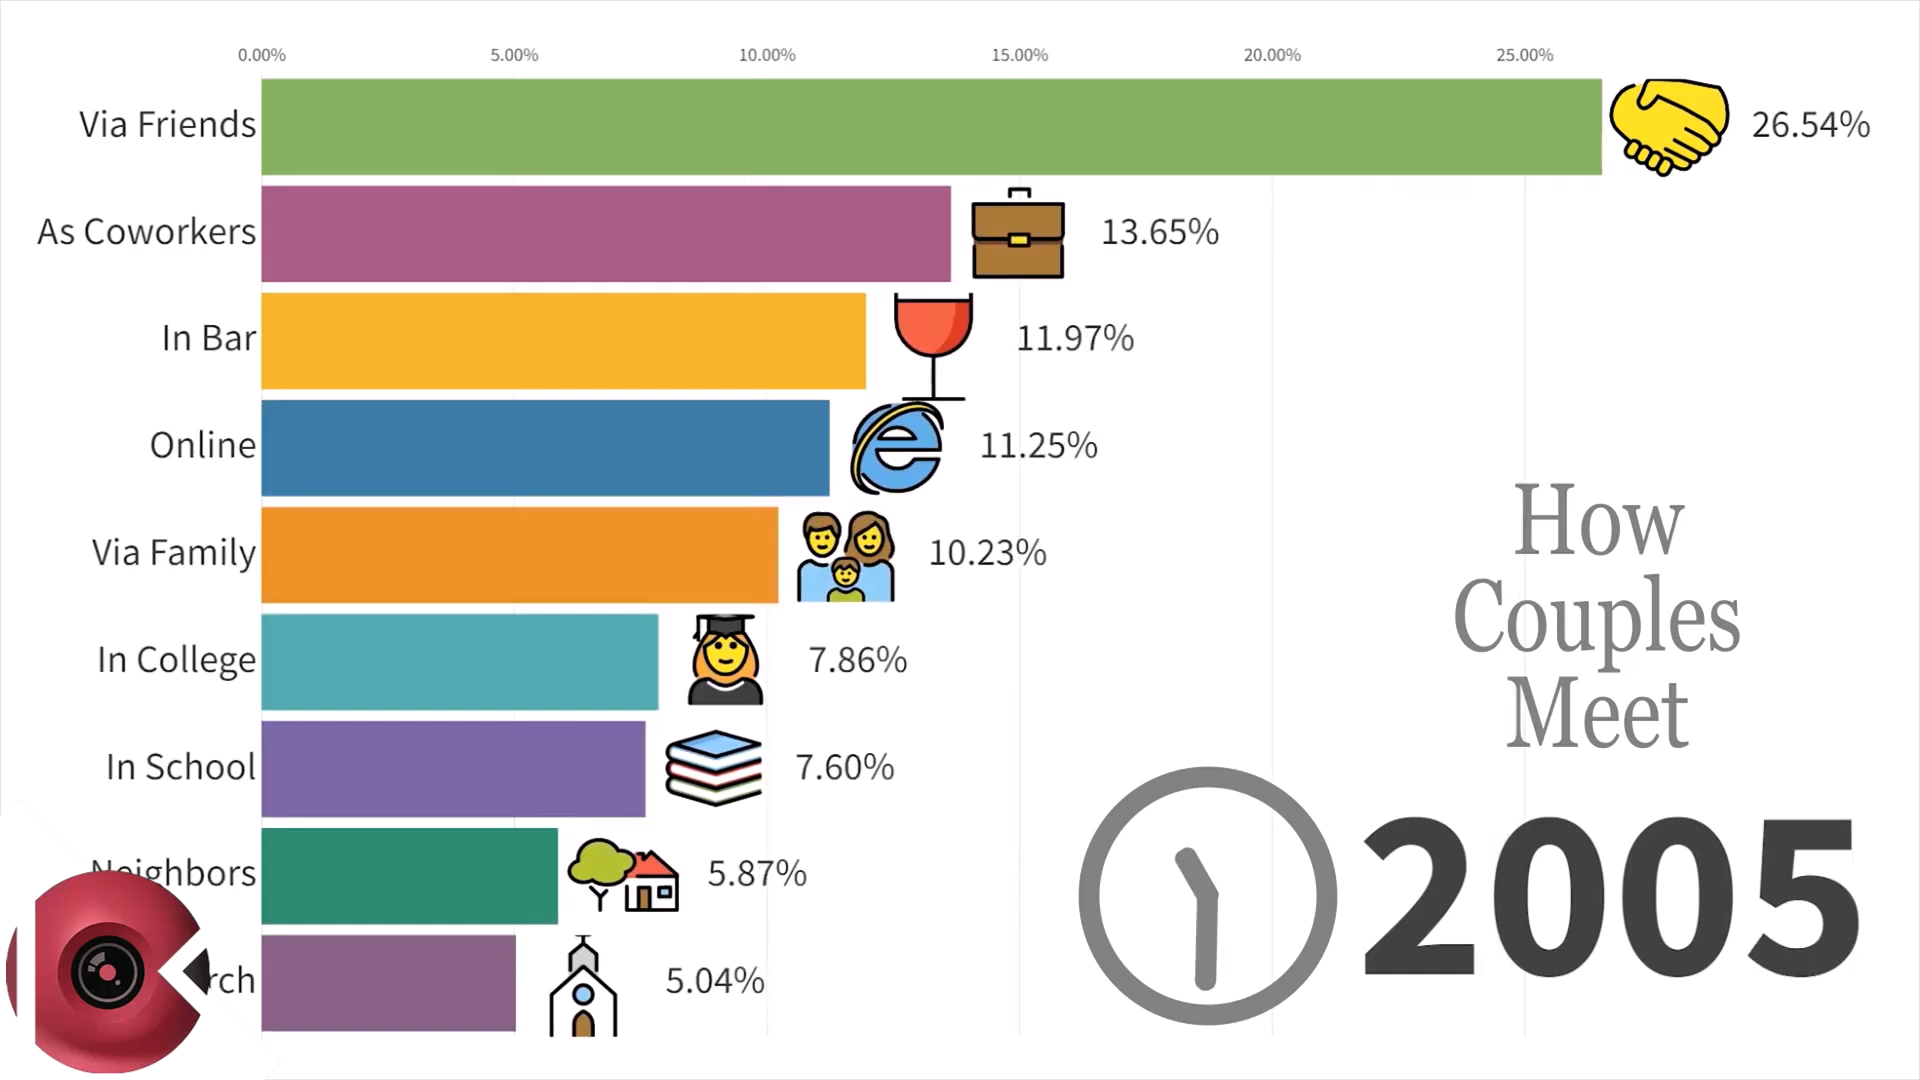 0.00% 5.00% 10.00% 15.00% 20.00% 25.00%
Via Friends 26.54%
As Coworkers 13.65%
In Bar 11.97%
Online 11.25%
Via Family 10.23%
In College 7.86%
In School 7.60%
Neighbors 5.87%
5.04%
How
Couples
Meet
2005